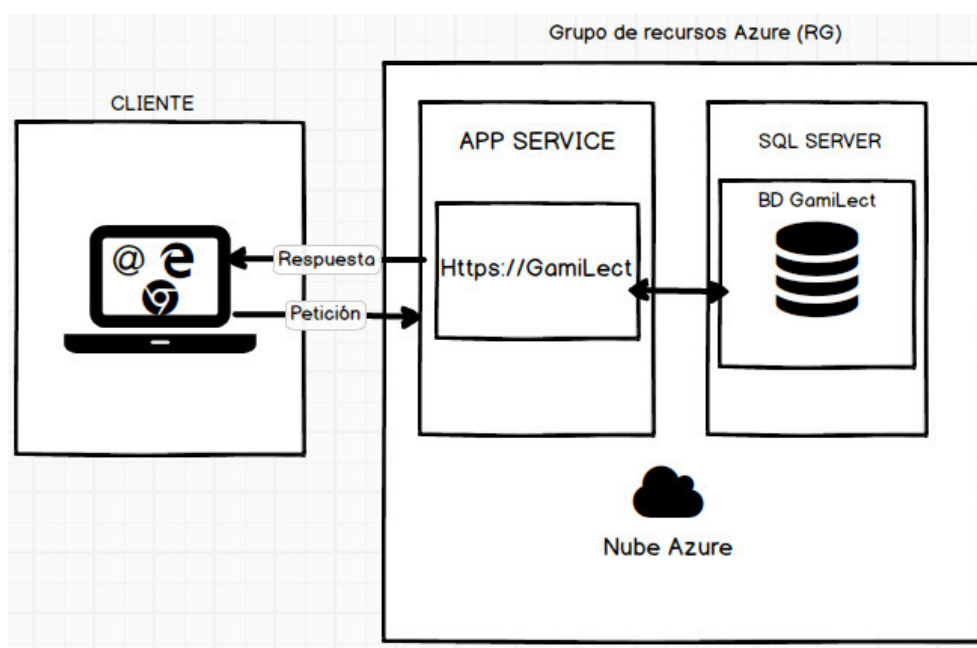 Grupo de recursos Azure (RG)
CLIENTE
APP SERVICE
SQL SERVER
BD GamiLect
@
Respuesta
Https://GamiLect
Petición
Nube Azure